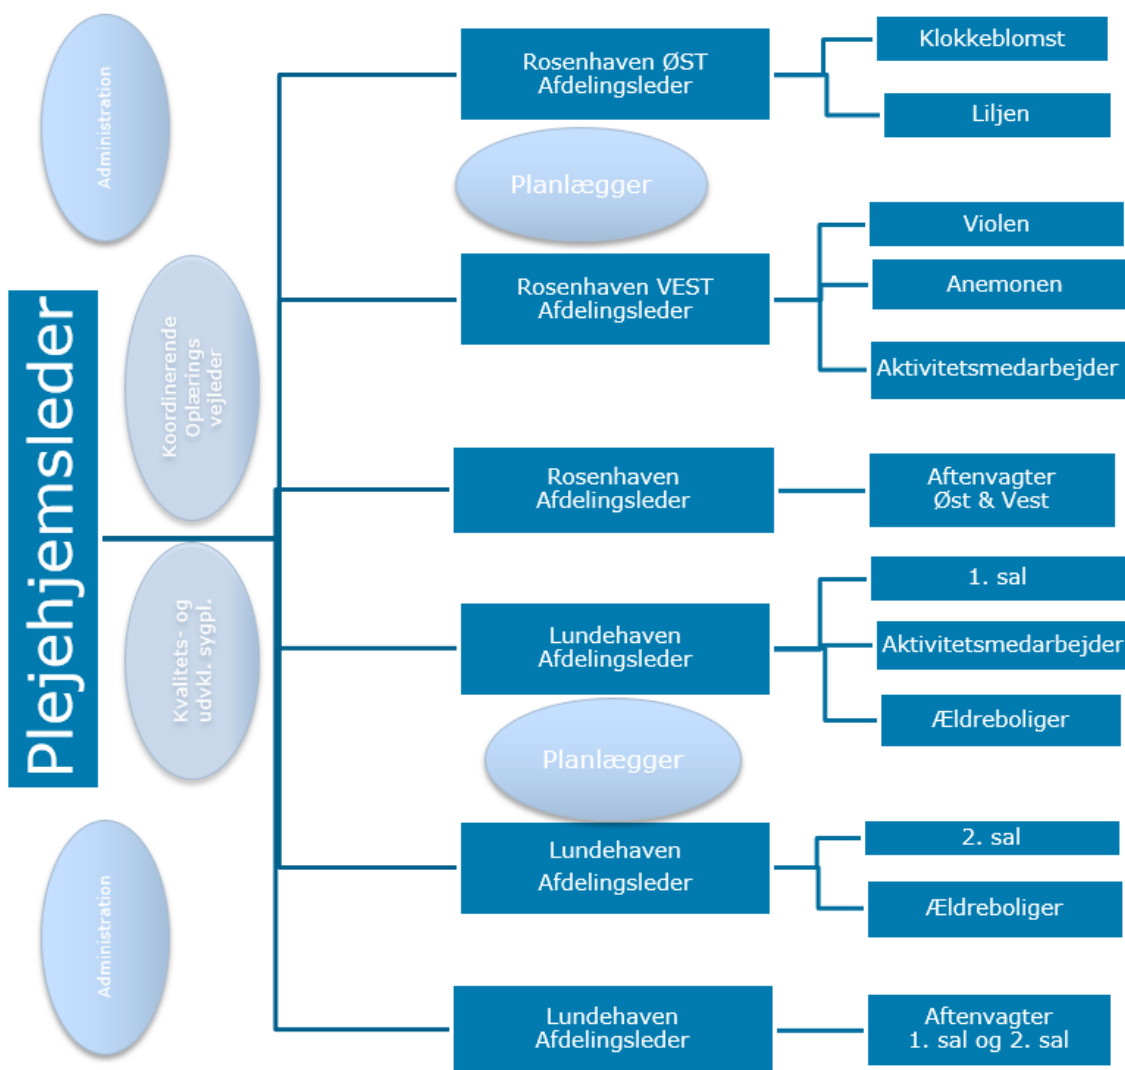 Plejehjemsleder
Administration
Koordinerende
Oplærings
vejleder
Kvalitets- og
udvkl. sygpl.
Administration
Rosenhaven ØST
Afdelingsleder
Klokkeblomst
Liljen
Planlægger
Rosenhaven VEST
Afdelingsleder
Violen
Anemonen
Aktivitetsmedarbejder
Rosenhaven
Afdelingsleder
Aftenvagter
Øst & Vest
Lundehaven
Afdelingsleder
1. sal
Aktivitetsmedarbejder
Ældreboliger
Planlægger
Lundehaven
Afdelingsleder
2. sal
Ældreboliger
Lundehaven
Afdelingsleder
Aftenvagter
1. sal og 2. sal